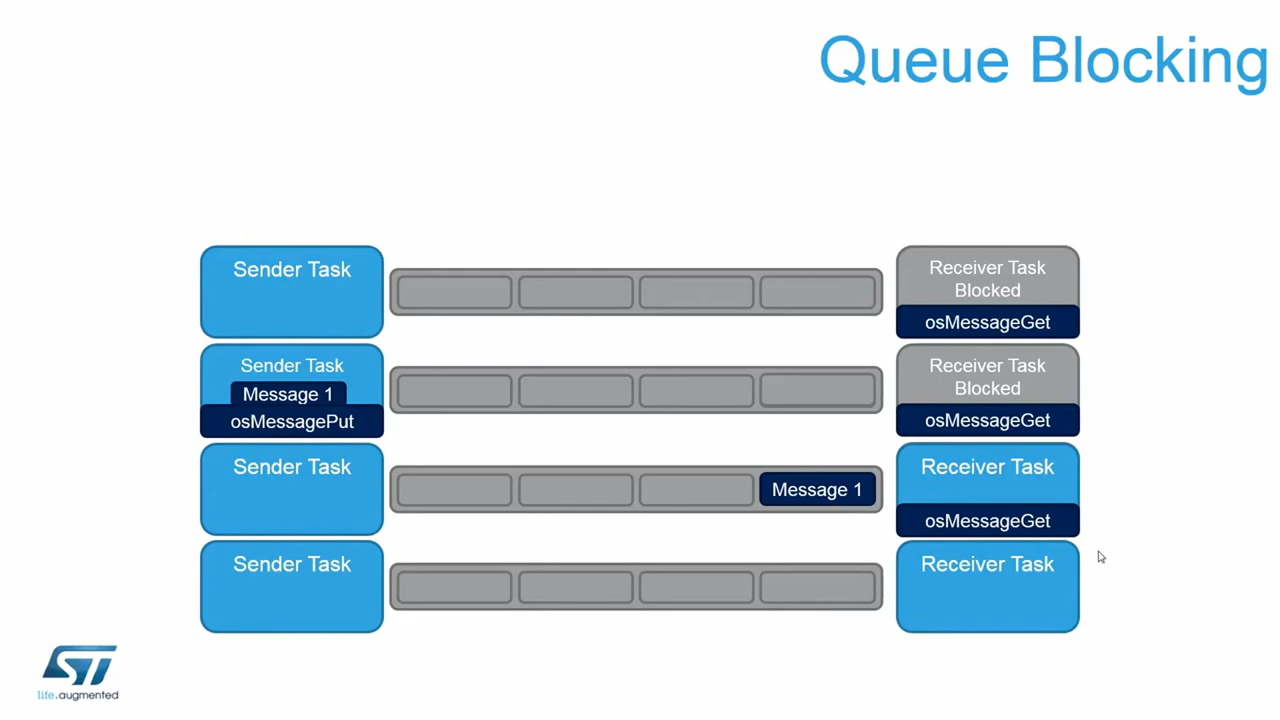 Queue Blocking
Sender Task
Receiver Task
Blocked
osMessageGet
Sender Task
Message 1
osMessagePut
Receiver Task
Blocked
osMessageGet
Sender Task
Message 1
Receiver Task
osMessageGet
Sender Task
Receiver Task
ST
life.augmented